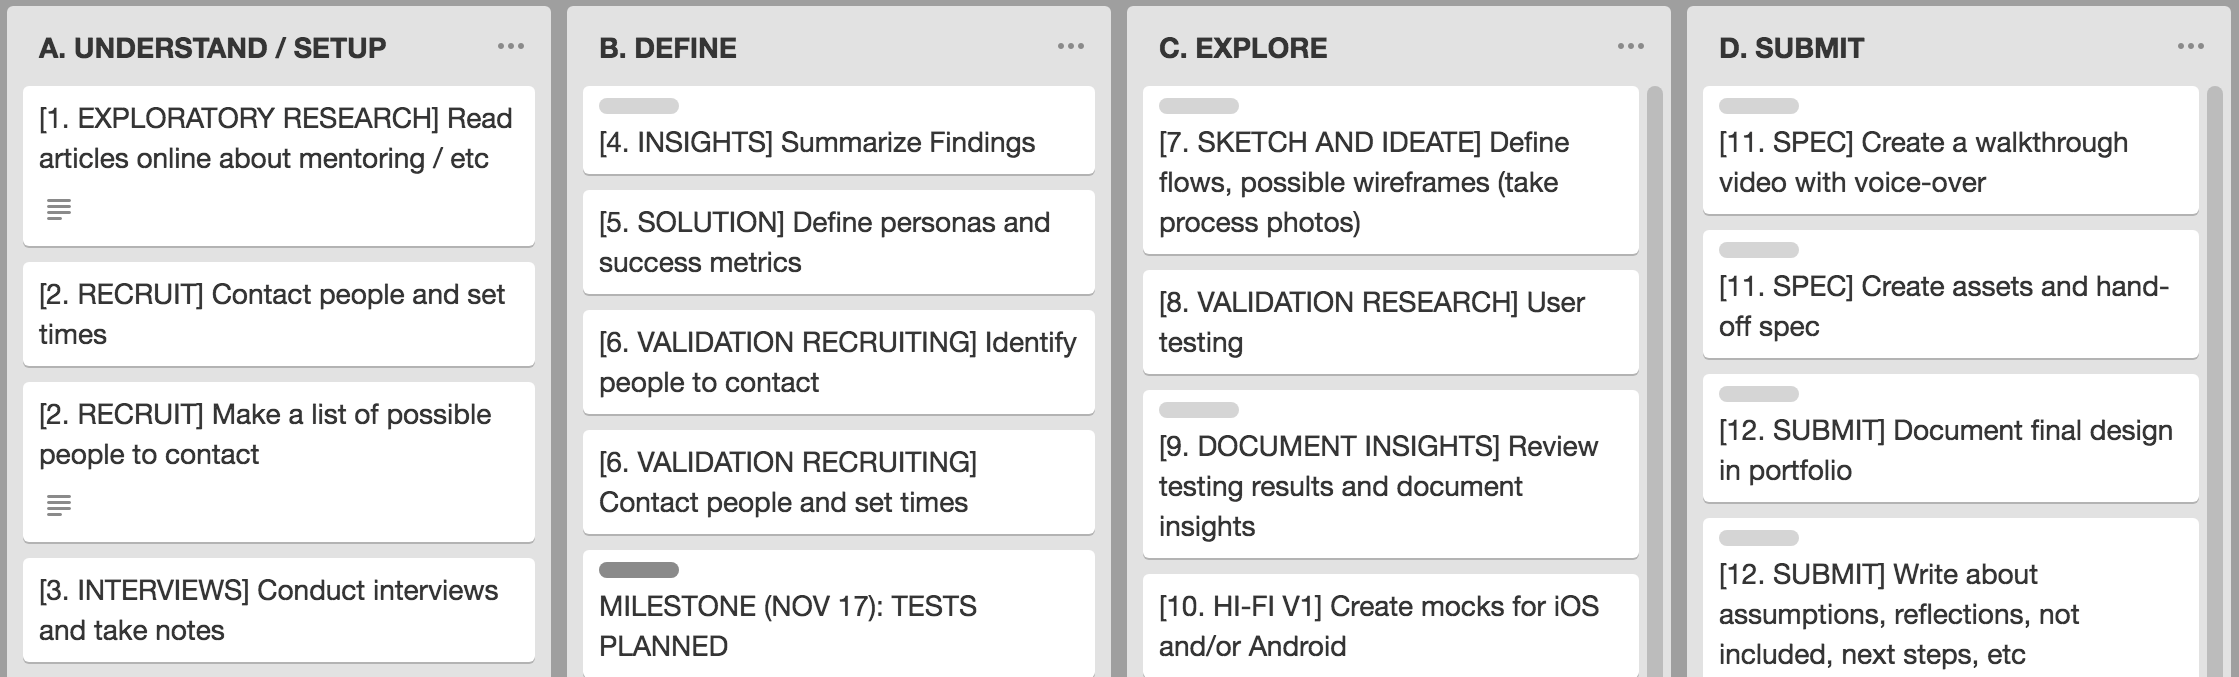 A. UNDERSTAND / SETUP
[1. EXPLORATORY RESEARCH] Read
articles online about mentoring / etc
[2. RECRUIT] Contact people and set
times
[2. RECRUIT] Make a list of possible
people to contact
[3. INTERVIEWS] Conduct interviews
and take notes
B. DEFINE
[4. INSIGHTS] Summarize Findings
[5. SOLUTION] Define personas and
success metrics
[6. VALIDATION RECRUITING] Identify
people to contact
[6. VALIDATION RECRUITING]
Contact people and set times
MILESTONE (NOV 17): TESTS
PLANNED
C. EXPLORE
[7. SKETCH AND IDEATE] Define
flows, possible wireframes (take
process photos)
[8. VALIDATION RESEARCH] User
testing
[9. DOCUMENT INSIGHTS] Review
testing results and document
insights
[10. HI-FI V1] Create mocks for iOS
and/or Android
D. SUBMIT
[11. SPEC] Create a walkthrough
video with voice-over
[11. SPEC] Create assets and hand-
off spec
[12. SUBMIT] Document final design
in portfolio
[12. SUBMIT] Write about
assumptions, reflections, not
included, next steps, etc